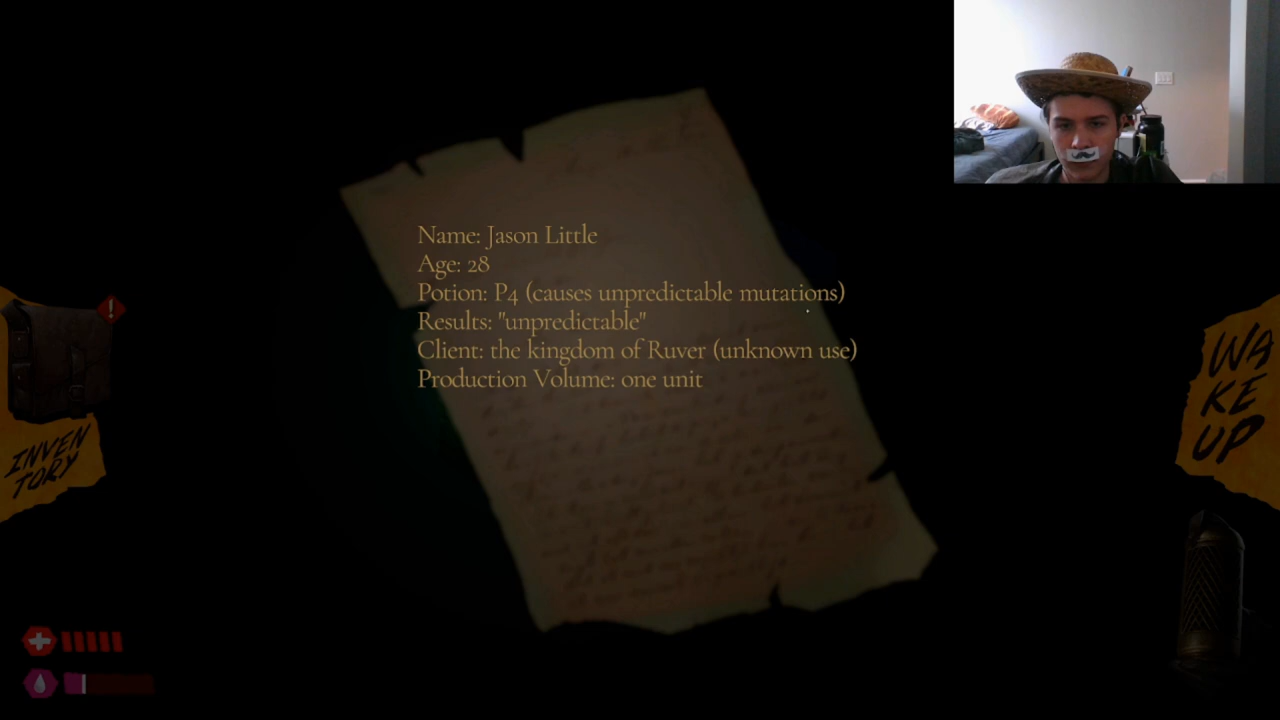 Name: Jason Little
Age: 28
Potion: P4 (causes unpredictable mutations)
Results: "unpredictable"
Client: the kingdom of Ruver (unknown use)
Production Volume: one unit
!
INVEN
TORY
WA
KE
UP